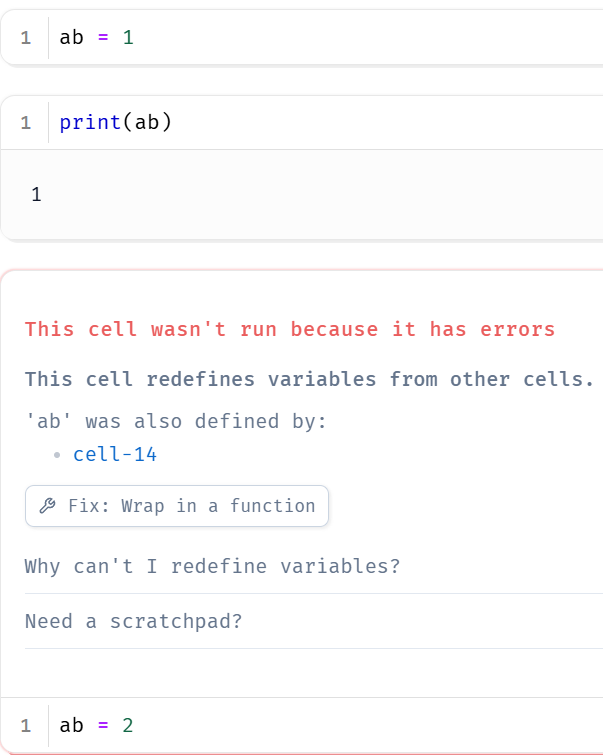 1 ab = 1
1 print(ab)
1
This cell wasn't run because it has errors
This cell redefines variables from other cells.
'ab' was also defined by:
• cell-14
Fix: Wrap in a function
Why can't I redefine variables?
Need a scratchpad?
1 ab = 2